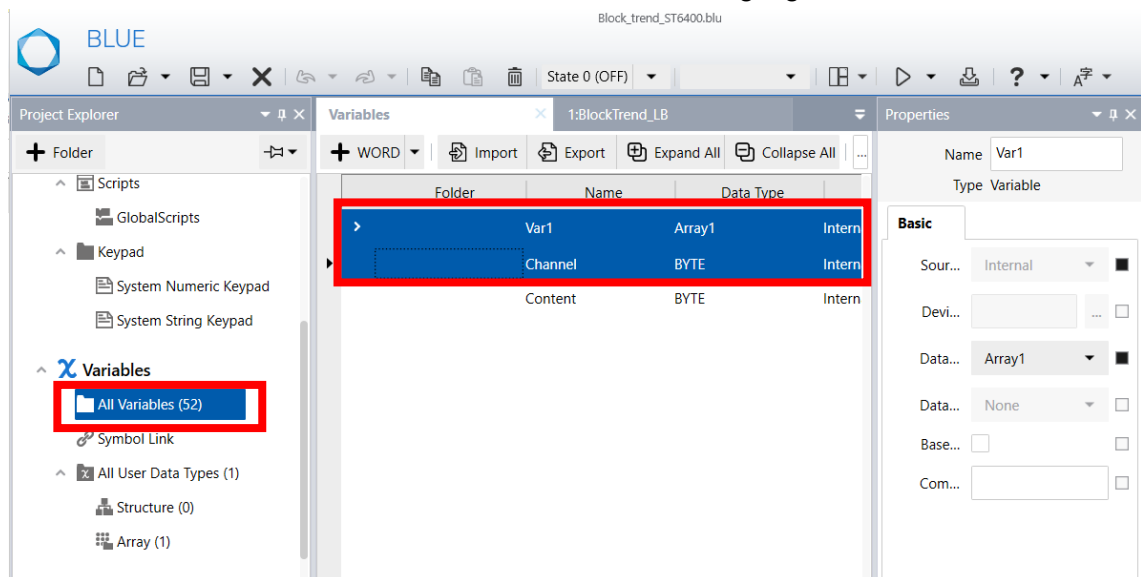 Block_trend_ST6400.blu
BLUE
State 0 (OFF)
?
A字
Project Explorer
Folder
Scripts
GlobalScripts
Keypad
System Numeric Keypad
System String Keypad
Variables
All Variables (52)
Symbol Link
All User Data Types (1)
Structure (0)
Array (1)
Variables
1:BlockTrend_LB
WORD
Import
Export
Expand All
Collapse All
...
Folder Name Data Type
Var1 Array1 Intern
Channel BYTE Intern
Content BYTE Intern
Properties
Name Var1
Type Variable
Basic
Sour... Internal
Devi... ...
Data... Array1
Data... None
Base...
Com...